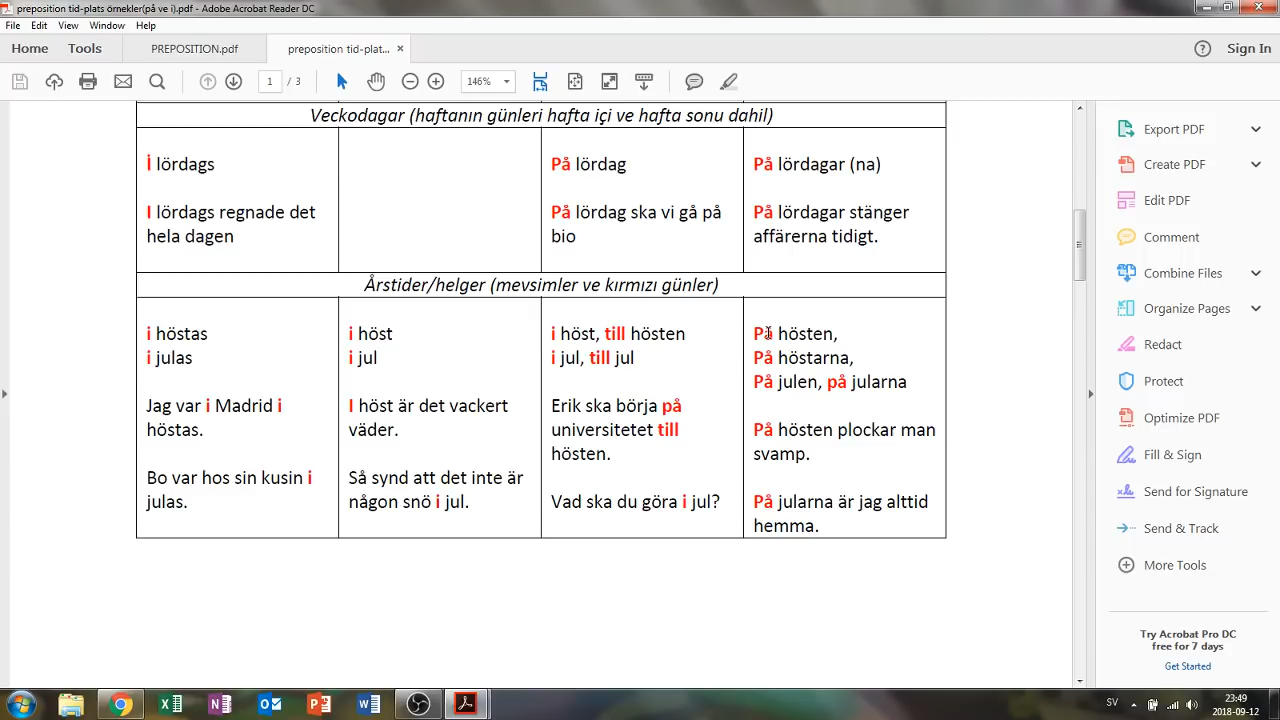 preposition tid-plats örnekler(på ve i).pdf - Adobe Acrobat Reader DC
File Edit View Window Help
Home Tools PREPOSITION.pdf preposition tid-plat... × Sign In
1 / 3 146%
Veckodagar (haftanın günleri hafta içi ve hafta sonu dahil)
İ lördags
I lördags regnade det
hela dagen
På lördag
På lördag ska vi gå på
bio
På lördagar (na)
På lördagar stänger
affärerna tidigt.
Årstider/helger (mevsimler ve kırmızı günler)
i höstas
i julas
Jag var i Madrid i
höstas.
Bo var hos sin kusin i
julas.
i höst
i jul
I höst är det vackert
väder.
Så synd att det inte är
någon snö i jul.
i höst, till hösten
i jul, till jul
Erik ska börja på
universitetet till
hösten.
Vad ska du göra i jul?
På hösten,
På höstarna,
På julen, på jularna
På hösten plockar man
svamp.
På jularna är jag alltid
hemma.
Export PDF
Create PDF
Edit PDF
Comment
Combine Files
Organize Pages
Redact
Protect
Optimize PDF
Fill & Sign
Send for Signature
Send & Track
More Tools
Try Acrobat Pro DC
free for 7 days
Get Started
SV
23:49
2018-09-12